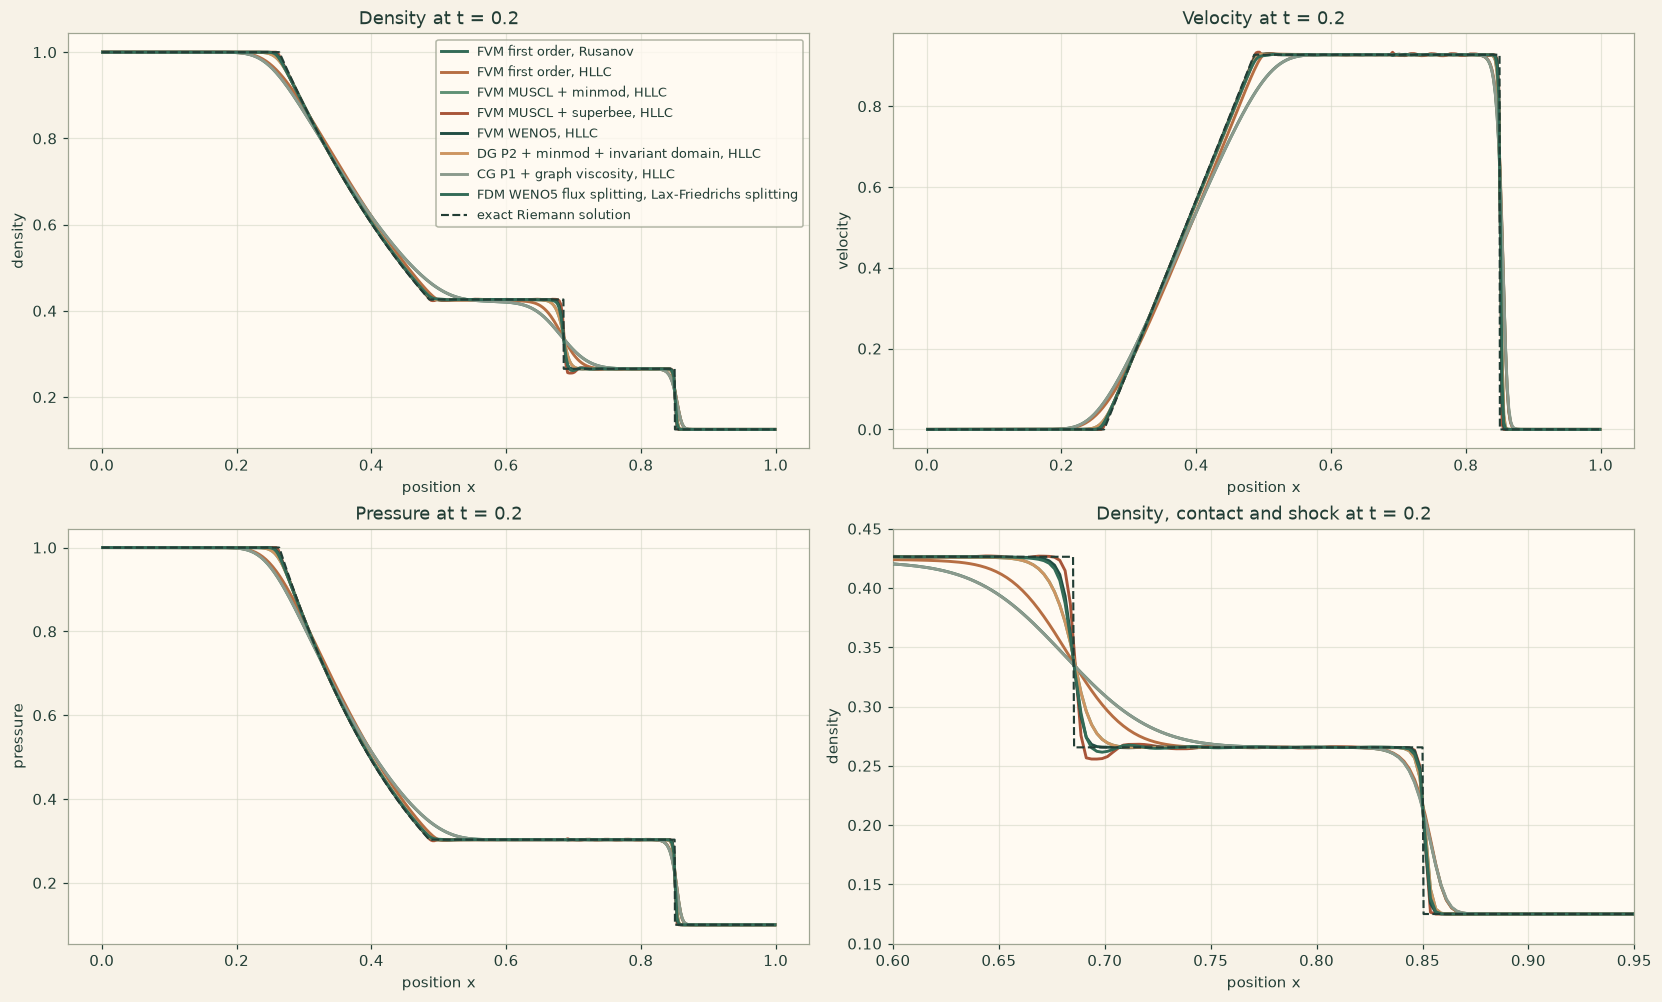 Density at t = 0.2
1.0
0.8
0.6
0.4
0.2
density
FVM first order, Rusanov
FVM first order, HLLC
FVM MUSCL + minmod, HLLC
FVM MUSCL + superbee, HLLC
FVM WENO5, HLLC
DG P2 + minmod + invariant domain, HLLC
CG P1 + graph viscosity, HLLC
FDM WENO5 flux splitting, Lax-Friedrichs splitting
exact Riemann solution
0.0 0.2 0.4 0.6 0.8 1.0
position x
Velocity at t = 0.2
0.8
0.6
0.4
0.2
0.0
velocity
0.0 0.2 0.4 0.6 0.8 1.0
position x
Pressure at t = 0.2
1.0
0.8
0.6
0.4
0.2
pressure
0.0 0.2 0.4 0.6 0.8 1.0
position x
Density, contact and shock at t = 0.2
0.45
0.40
0.35
0.30
0.25
0.20
0.15
0.10
density
0.60 0.65 0.70 0.75 0.80 0.85 0.90 0.95
position x